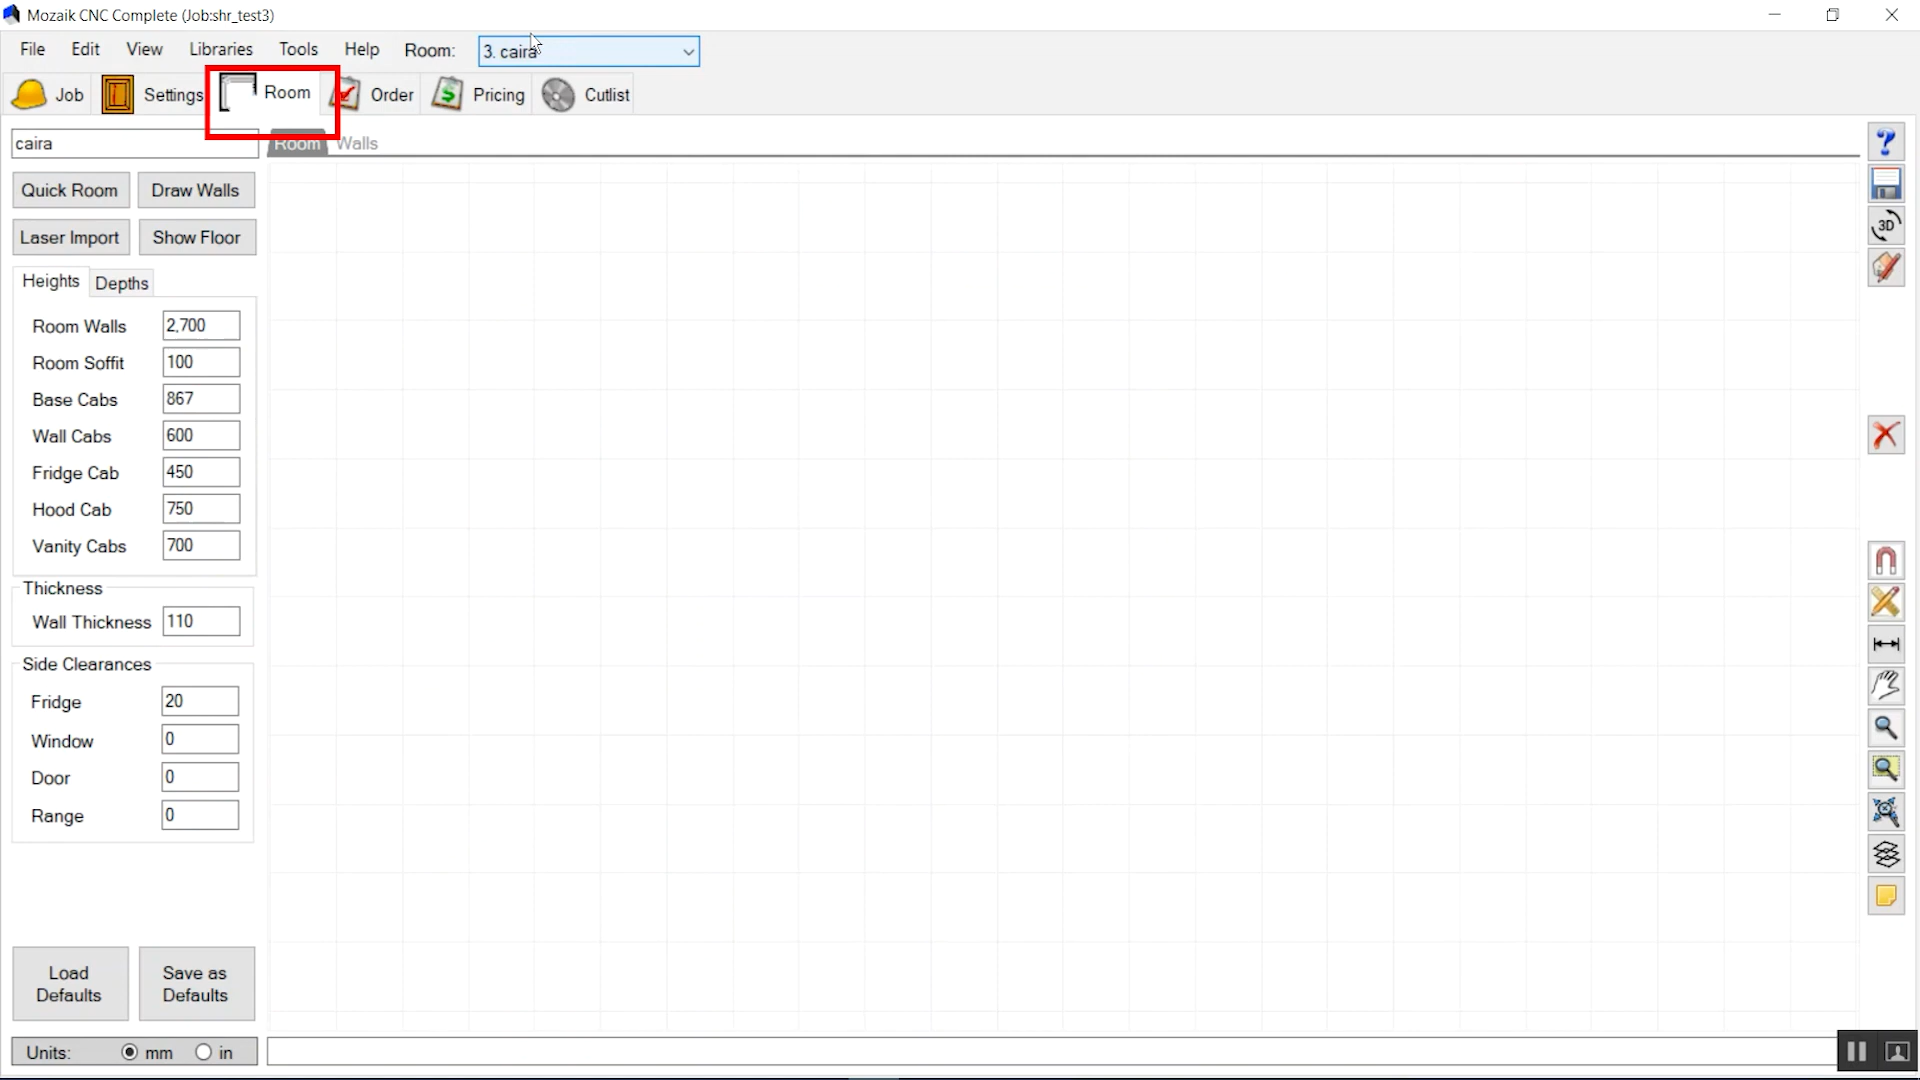 Mozaik CNC Complete (Job:shr_test3)
File Edit View Libraries Tools Help Room: 3. caira
Job Settings Room Order Pricing Cutlist
caira Room Walls
Quick Room Draw Walls
Laser Import Show Floor
Heights Depths
Room Walls 2,700
Room Soffit 100
Base Cabs 867
Wall Cabs 600
Fridge Cab 450
Hood Cab 750
Vanity Cabs 700
Thickness
Wall Thickness 110
Side Clearances
Fridge 20
Window 0
Door 0
Range 0
Load Defaults Save as Defaults
Units: mm in
?
3D